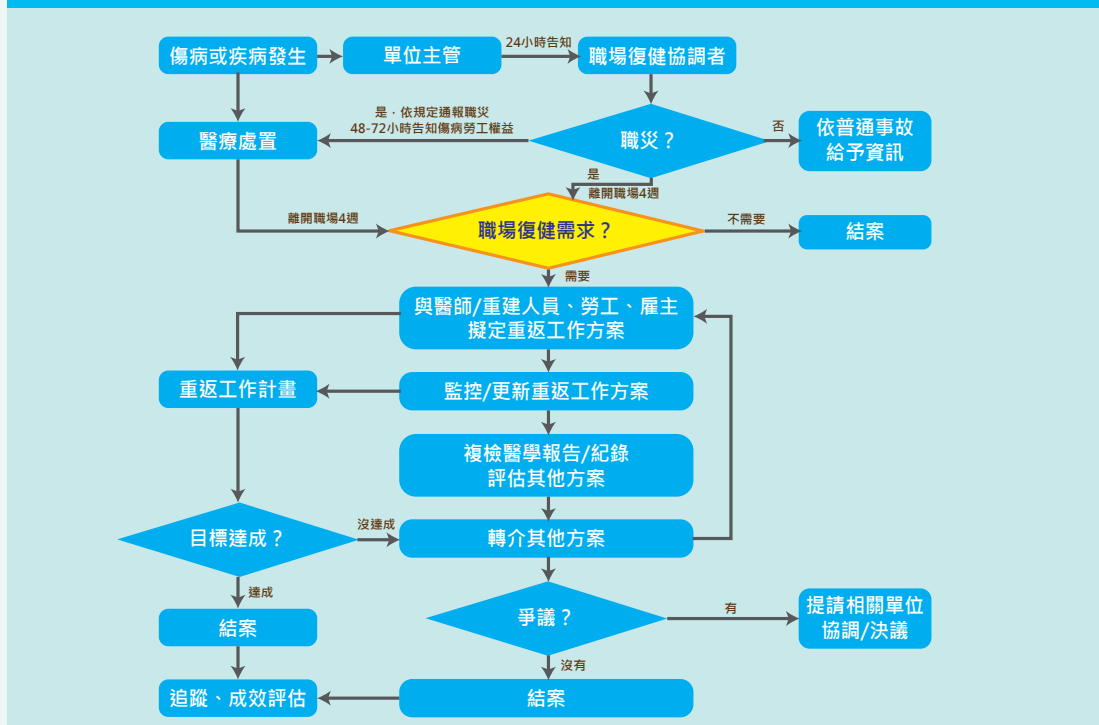 傷病或疾病發生
單位主管
24小時告知
職場復健協調者
是，依規定通報職災
48-72小時告知傷病勞工權益
醫療處置
職災？
否
依普通事故
給予資訊
是
離開職場4週
離開職場4週
職場復健需求？
不需要
結案
需要
與醫師/重建人員、勞工、雇主
擬定重返工作方案
重返工作計畫
監控/更新重返工作方案
複檢醫學報告/紀錄
評估其他方案
目標達成？
沒達成
轉介其他方案
達成
爭議？
有
提請相關單位
協調/決議
結案
沒有
追蹤、成效評估
結案